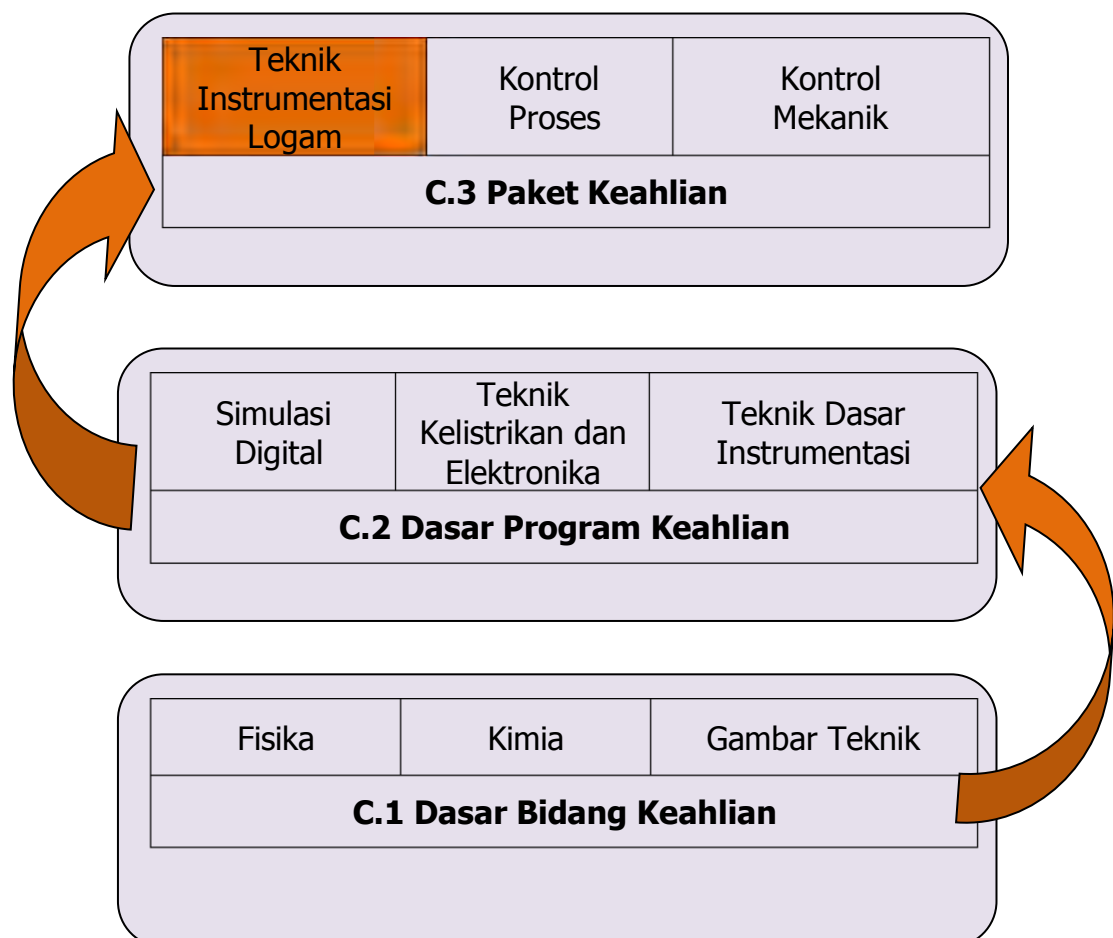 Teknik
Instrumentasi
Logam
Kontrol
Proses
Kontrol
Mekanik
C.3 Paket Keahlian
Simulasi
Digital
Teknik
Kelistrikan dan
Elektronika
Teknik Dasar
Instrumentasi
C.2 Dasar Program Keahlian
Fisika
Kimia
Gambar Teknik
C.1 Dasar Bidang Keahlian